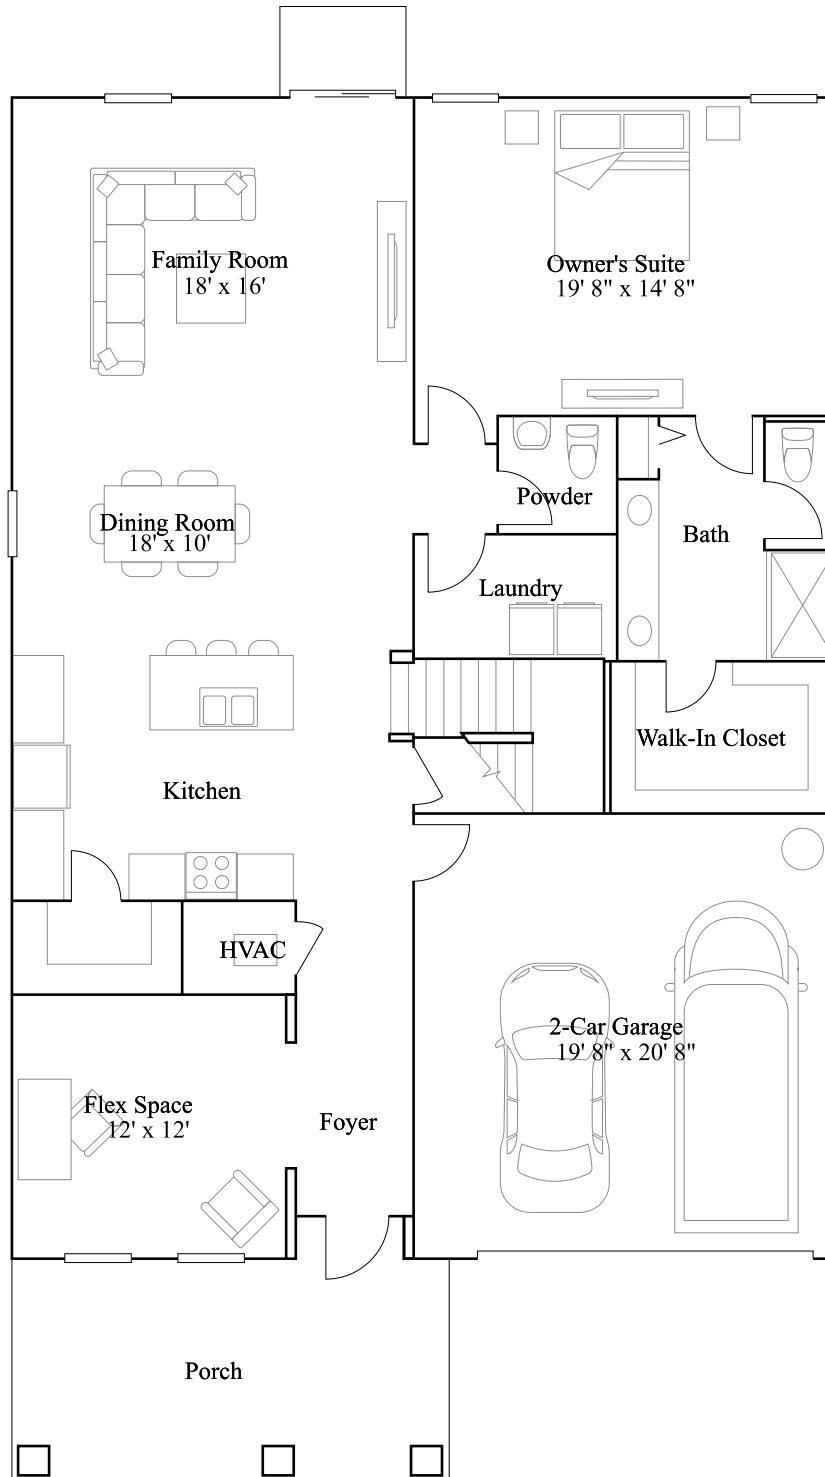 Family Room
18' x 16'
Owner's Suite
19' 8" x 14' 8"
Powder
Dining Room
18' x 10'
Bath
Laundry
Walk-In Closet
Kitchen
HVAC
2-Car Garage
19' 8" x 20' 8"
Flex Space
12' x 12'
Foyer
Porch